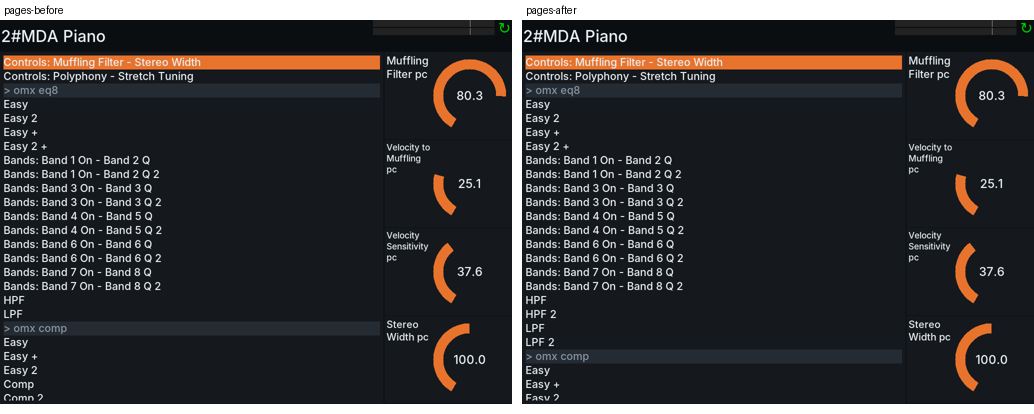 pages-before
2#MDA Piano
Controls: Muffling Filter - Stereo Width
Controls: Polyphony - Stretch Tuning
> omx eq8
Easy
Easy 2
Easy +
Easy 2 +
Bands: Band 1 On - Band 2 Q
Bands: Band 1 On - Band 2 Q 2
Bands: Band 3 On - Band 3 Q
Bands: Band 3 On - Band 3 Q 2
Bands: Band 4 On - Band 5 Q
Bands: Band 4 On - Band 5 Q 2
Bands: Band 6 On - Band 6 Q
Bands: Band 6 On - Band 6 Q 2
Bands: Band 7 On - Band 8 Q
Bands: Band 7 On - Band 8 Q 2
HPF
LPF
> omx comp
Easy
Easy +
Easy 2
Comp
Comp 2
Muffling
Filter pc
80.3
Velocity to
Muffling
pc
25.1
Velocity
Sensitivity
pc
37.6
Stereo
Width pc
100.0
pages-after
2#MDA Piano
Controls: Muffling Filter - Stereo Width
Controls: Polyphony - Stretch Tuning
> omx eq8
Easy
Easy 2
Easy +
Easy 2 +
Bands: Band 1 On - Band 2 Q
Bands: Band 1 On - Band 2 Q 2
Bands: Band 3 On - Band 3 Q
Bands: Band 3 On - Band 3 Q 2
Bands: Band 4 On - Band 5 Q
Bands: Band 4 On - Band 5 Q 2
Bands: Band 6 On - Band 6 Q
Bands: Band 6 On - Band 6 Q 2
Bands: Band 7 On - Band 8 Q
Bands: Band 7 On - Band 8 Q 2
HPF
HPF 2
LPF
LPF 2
> omx comp
Easy
Easy +
Easy 2
Muffling
Filter pc
80.3
Velocity to
Muffling
pc
25.1
Velocity
Sensitivity
pc
37.6
Stereo
Width pc
100.0